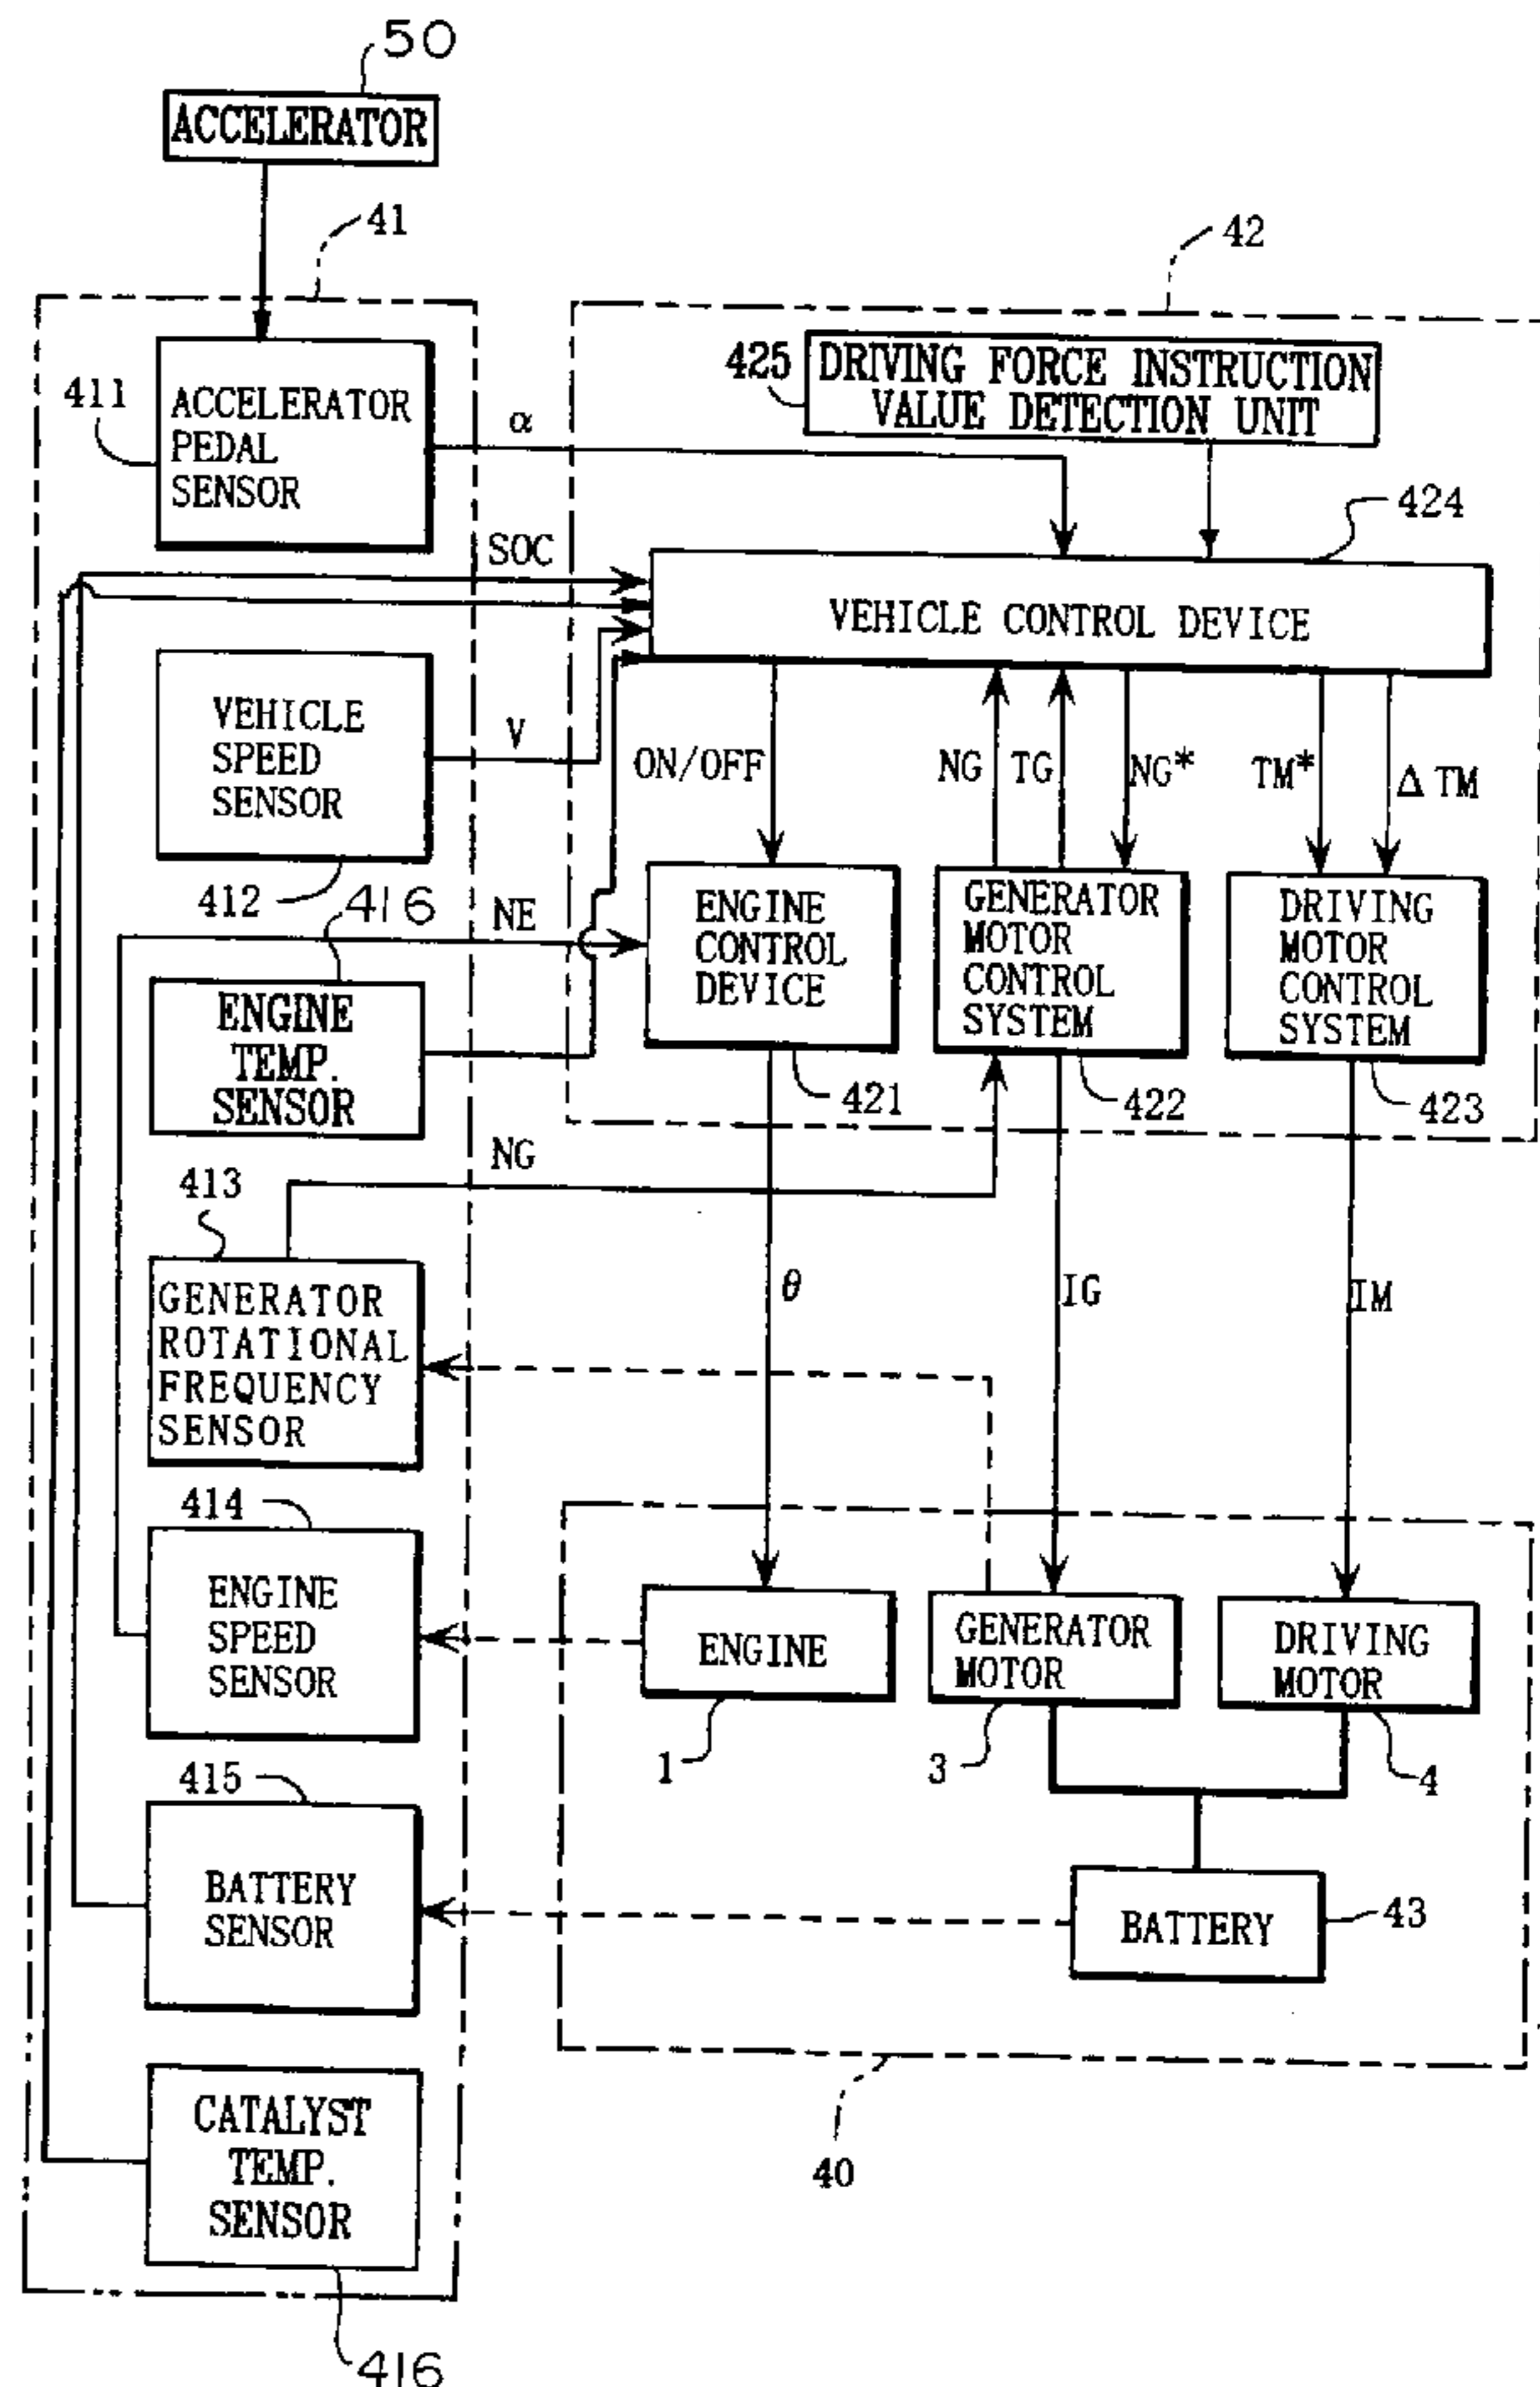 50
ACCELERATOR
41
42
411
ACCELERATOR
PEDAL
SENSOR
α
425
DRIVING FORCE INSTRUCTION
VALUE DETECTION UNIT
424
SOC
VEHICLE CONTROL DEVICE
VEHICLE
SPEED
SENSOR
412
V
ON/OFF
NG
TG
NG*
TM*
Δ TM
416
NE
ENGINE
TEMP.
SENSOR
ENGINE
CONTROL
DEVICE
421
GENERATOR
MOTOR
CONTROL
SYSTEM
422
DRIVING
MOTOR
CONTROL
SYSTEM
423
NG
413
GENERATOR
ROTATIONAL
FREQUENCY
SENSOR
θ
IG
IM
414
ENGINE
SPEED
SENSOR
ENGINE
1
GENERATOR
MOTOR
3
DRIVING
MOTOR
4
415
BATTERY
SENSOR
BATTERY
43
40
CATALYST
TEMP.
SENSOR
416